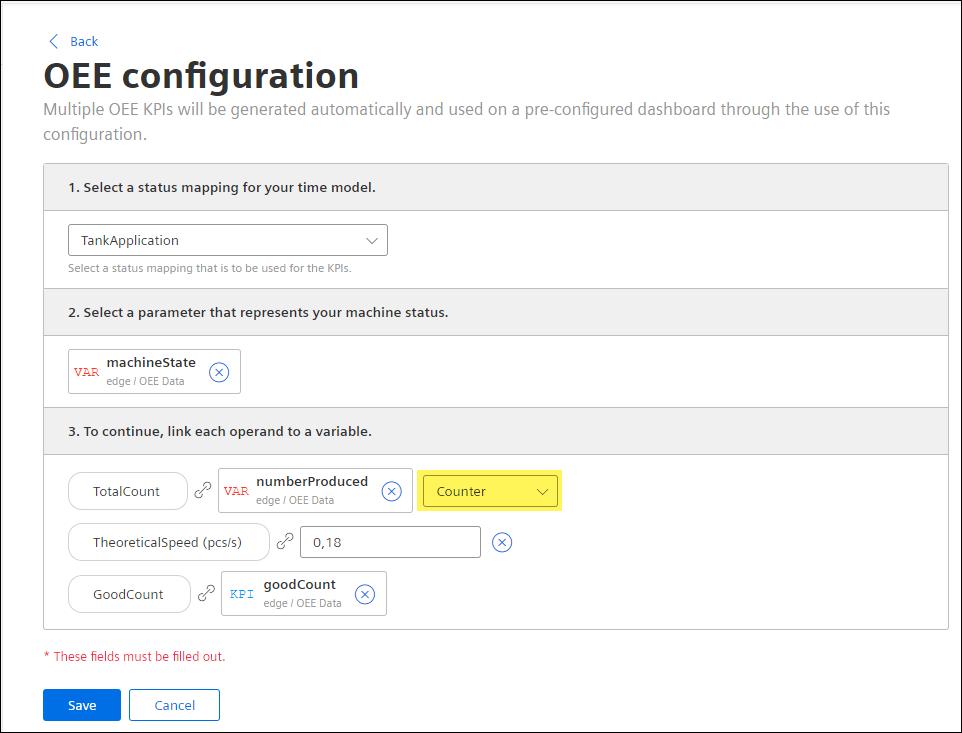 Back
OEE configuration
Multiple OEE KPIs will be generated automatically and used on a pre-configured dashboard through the use of this
configuration.
1. Select a status mapping for your time model.
TankApplication
Select a status mapping that is to be used for the KPIs.
2. Select a parameter that represents your machine status.
VAR machineState
edge / OEE Data
3. To continue, link each operand to a variable.
TotalCount VAR numberProduced Counter
edge / OEE Data
TheoreticalSpeed (pcs/s) 0,18
GoodCount KPI goodCount
edge / OEE Data
* These fields must be filled out.
Save Cancel